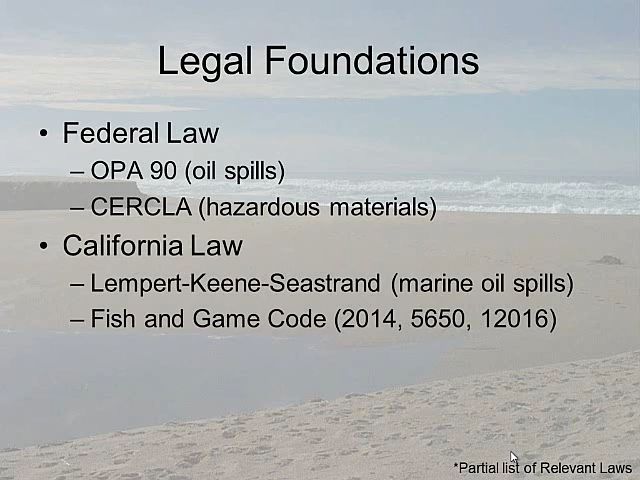 Legal Foundations
• Federal Law
– OPA 90 (oil spills)
– CERCLA (hazardous materials)
• California Law
– Lempert-Keene-Seastrand (marine oil spills)
– Fish and Game Code (2014, 5650, 12016)
*Partial list of Relevant Laws